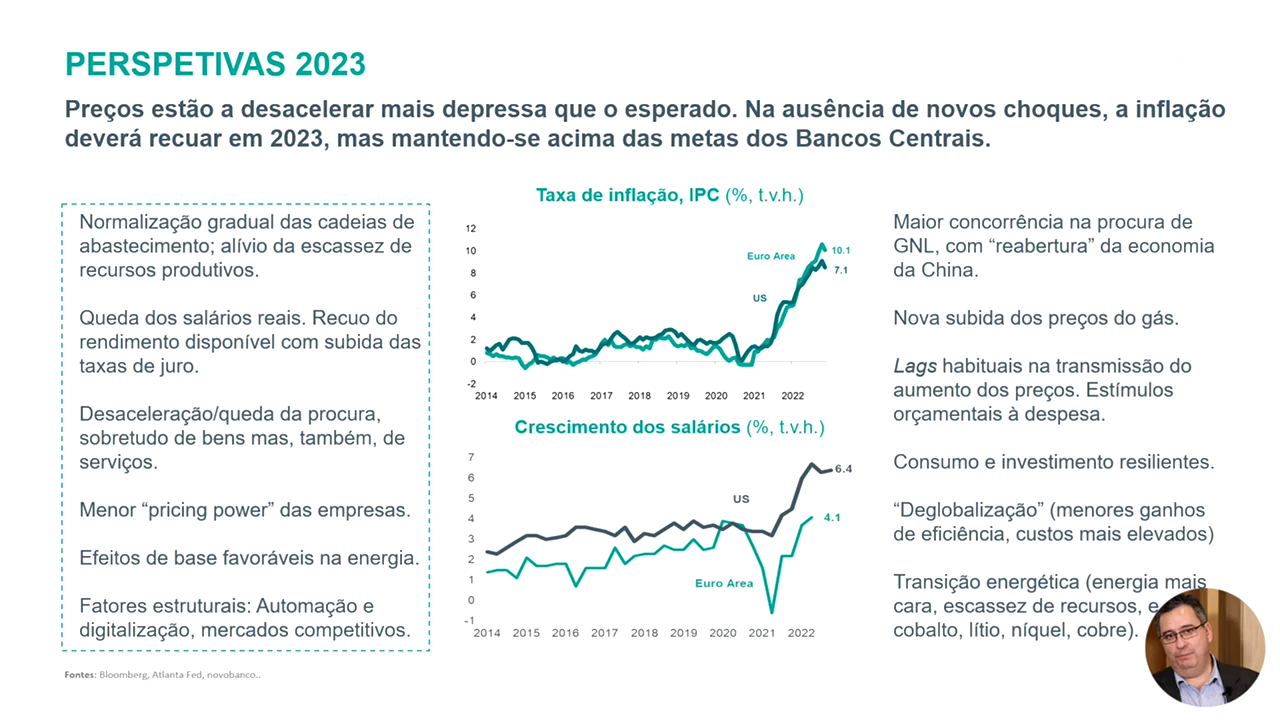 PERSPETIVAS 2023
Preços estão a desacelerar mais depressa que o esperado. Na ausência de novos choques, a inflação
deverá recuar em 2023, mas mantendo-se acima das metas dos Bancos Centrais.
Normalização gradual das cadeias de
abastecimento; alívio da escassez de
recursos produtivos.
Queda dos salários reais. Recuo do
rendimento disponível com subida das
taxas de juro.
Desaceleração/queda da procura,
sobretudo de bens mas, também, de
serviços.
Menor “pricing power” das empresas.
Efeitos de base favoráveis na energia.
Fatores estruturais: Automação e
digitalização, mercados competitivos.
Taxa de inflação, IPC (%, t.v.h.)
12
10
8
6
4
2
0
-2
2014 2015 2016 2017 2018 2019 2020 2021 2022
Euro Area
10.1
7.1
US
Crescimento dos salários (%, t.v.h.)
7
6
5
4
3
2
1
0
-1
2014 2015 2016 2017 2018 2019 2020 2021 2022
US
6.4
4.1
Euro Area
Maior concorrência na procura de
GNL, com “reabertura” da economia
da China.
Nova subida dos preços do gás.
Lags habituais na transmissão do
aumento dos preços. Estímulos
orçamentais à despesa.
Consumo e investimento resilientes.
“Deglobalização” (menores ganhos
de eficiência, custos mais elevados)
Transição energética (energia mais
cara, escassez de recursos, e
cobalto, lítio, níquel, cobre).
Fontes: Bloomberg, Atlanta Fed, novobanco..